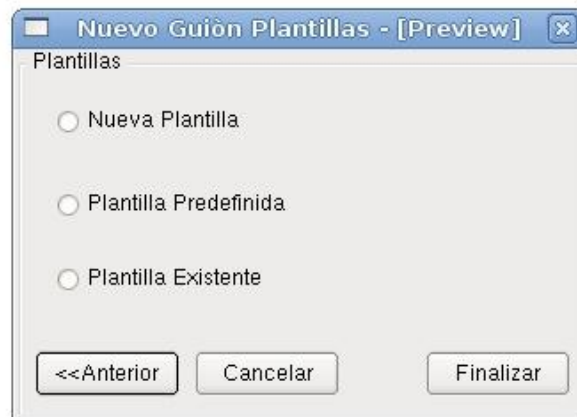 Nuevo Guiòn Plantillas - [Preview]
Plantillas
Nueva Plantilla
Plantilla Predefinida
Plantilla Existente
<<Anterior Cancelar Finalizar